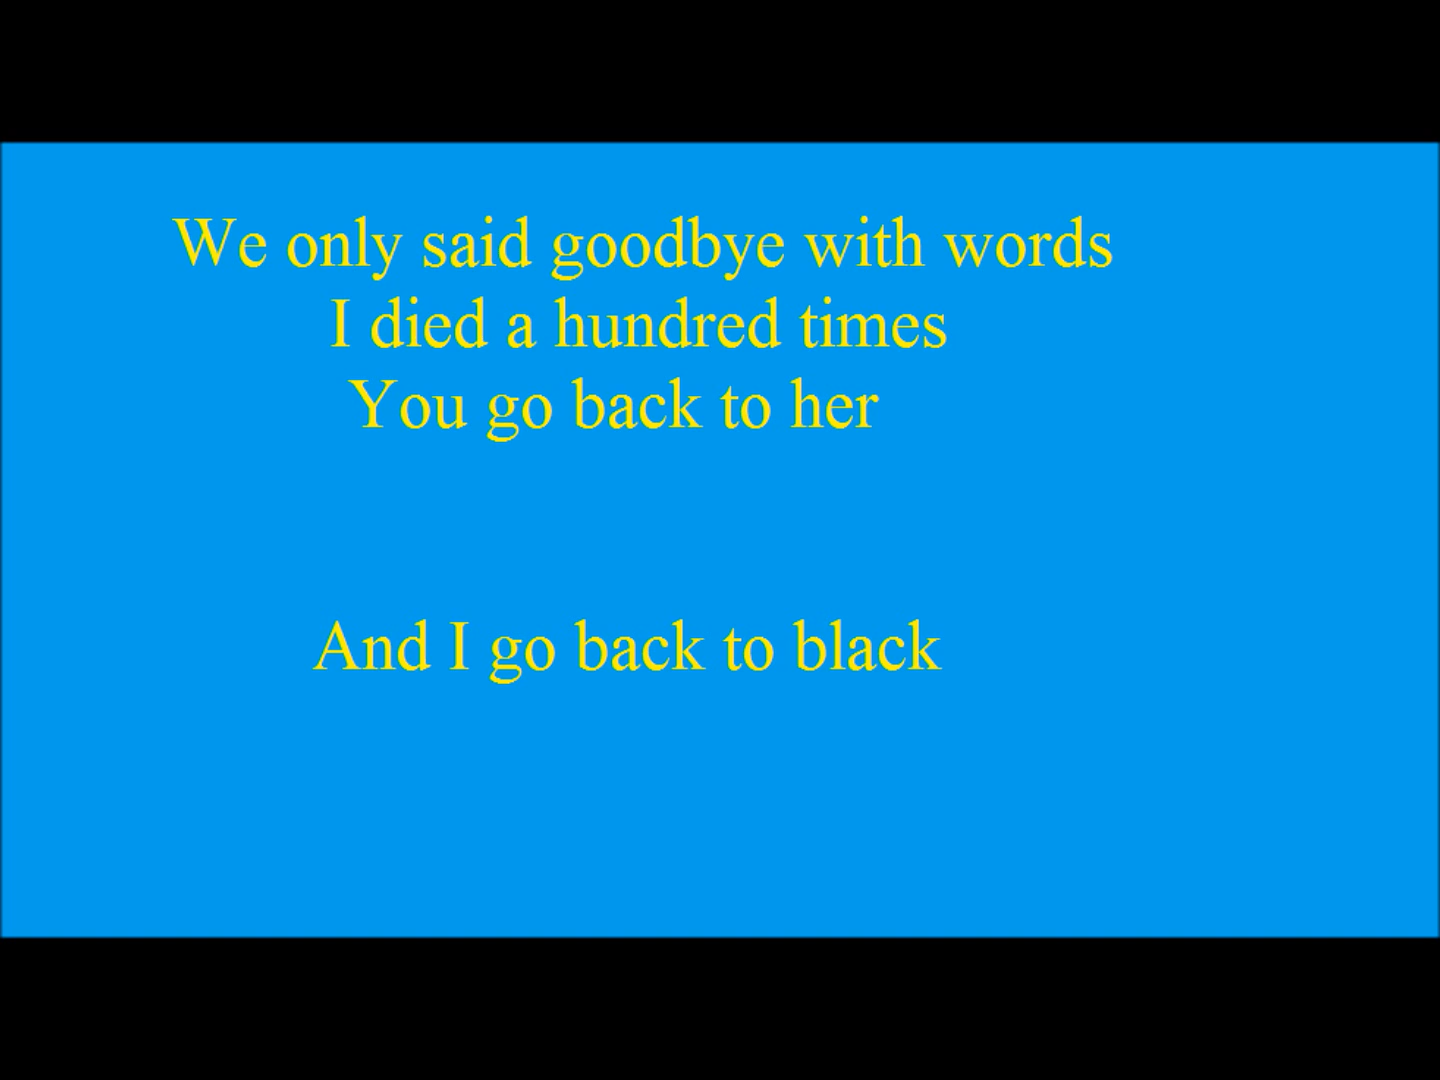 We only said goodbye with words
I died a hundred times
You go back to her
And I go back to black